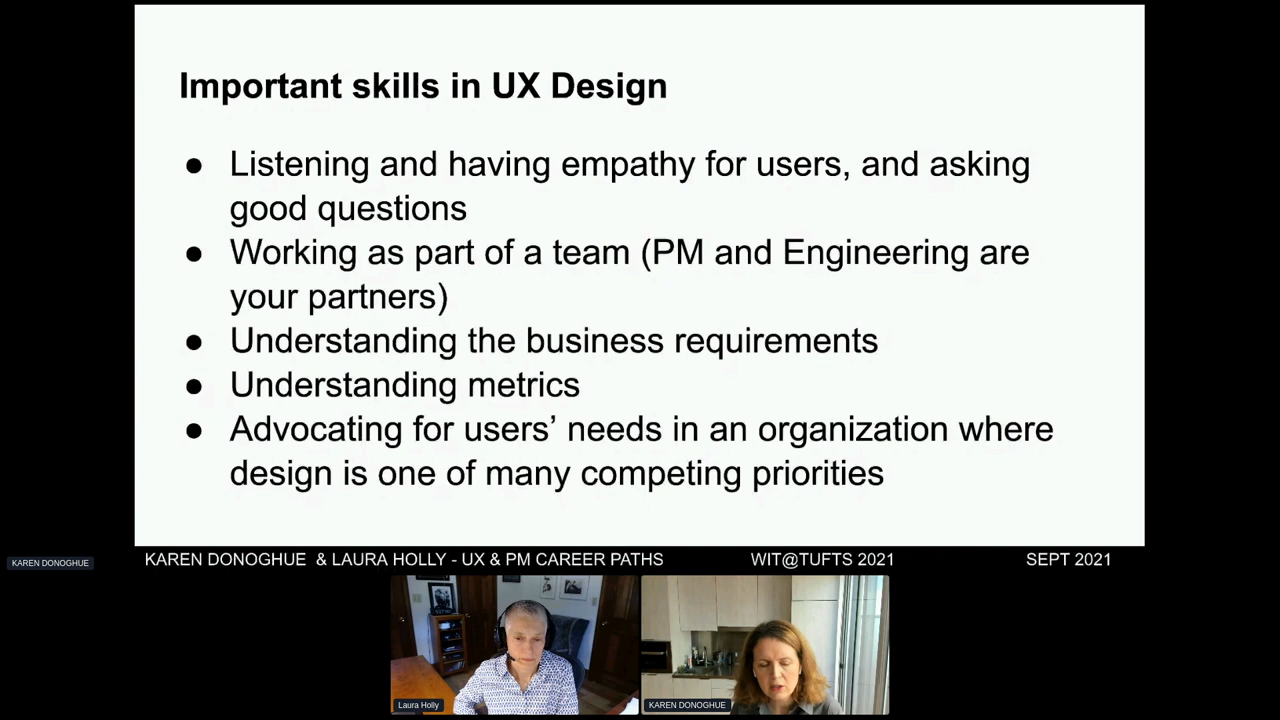 Important skills in UX Design
● Listening and having empathy for users, and asking
good questions
● Working as part of a team (PM and Engineering are
your partners)
● Understanding the business requirements
● Understanding metrics
● Advocating for users’ needs in an organization where
design is one of many competing priorities
KAREN DONOGHUE
KAREN DONOGHUE & LAURA HOLLY - UX & PM CAREER PATHS WIT@TUFTS 2021 SEPT 2021
Laura Holly
KAREN DONOGHUE